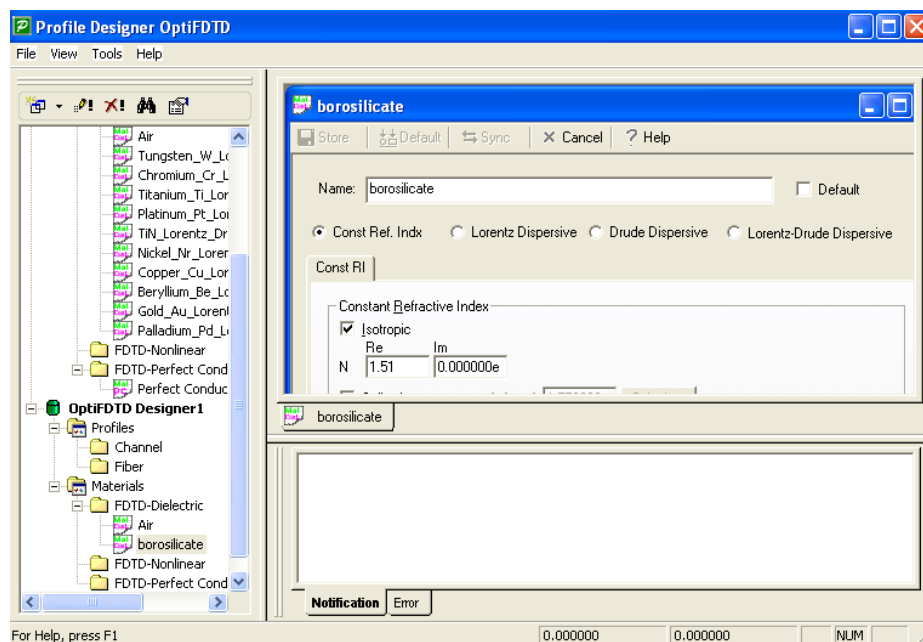 Profile Designer OptiFDTD
File View Tools Help
Air
Tungsten_W_Lo
Chromium_Cr_L
Titanium_Ti_Lor
Platinum_Pt_Lor
TiN_Lorentz_Dr
Nickel_Nr_Loren
Copper_Cu_Lor
Beryllium_Be_Lo
Gold_Au_Lorent
Palladium_Pd_L
FDTD-Nonlinear
FDTD-Perfect Cond
Perfect Conduc
OptiFDTD Designer1
Profiles
Channel
Fiber
Materials
FDTD-Dielectric
Air
borosilicate
FDTD-Nonlinear
FDTD-Perfect Cond
borosilicate
Store Default Sync Cancel ? Help
Name: borosilicate Default
Const Ref. Indx Lorentz Dispersive Drude Dispersive Lorentz-Drude Dispersive
Const RI
Constant Refractive Index
Isotropic
Re Im
N 1.51 0.000000e
borosilicate
Notification Error
For Help, press F1 0.000000 0.000000 NUM